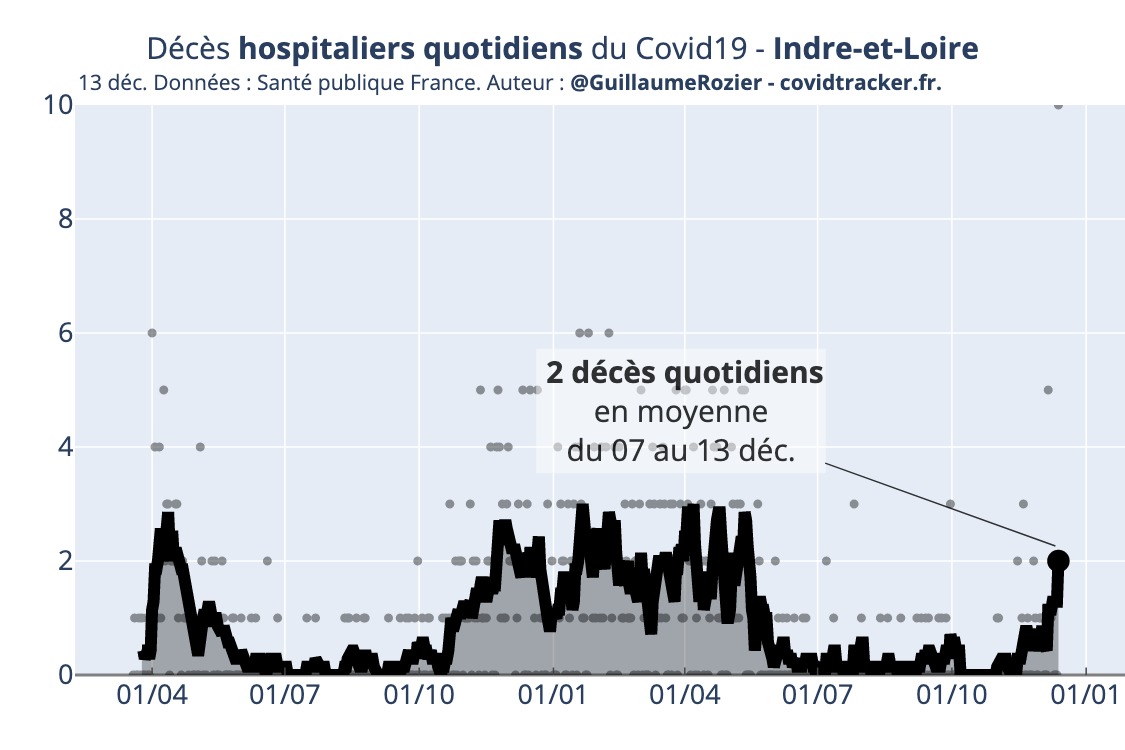 Décès hospitaliers quotidiens du Covid19 - Indre-et-Loire
13 déc. Données : Santé publique France. Auteur : @GuillaumeRozier - covidtracker.fr.
10
8
6
4
2
0
2 décès quotidiens
en moyenne
du 07 au 13 déc.
01/04 01/07 01/10 01/01 01/04 01/07 01/10 01/01